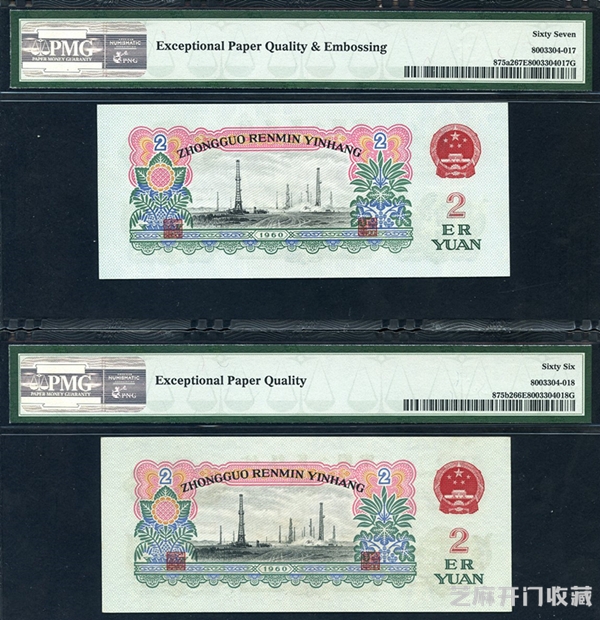 PMG
PAPER MONEY GUARANTY
NUMISMATIC
PNG
Exceptional Paper Quality & Embossing
Sixty Seven
8003304-017
875a267E8003304017G
2
ZHONGGUO RENMIN YINHANG
2
1960
2
ER
YUAN
PMG
PAPER MONEY GUARANTY
NUMISMATIC
PNG
Exceptional Paper Quality
Sixty Six
8003304-018
875b266E8003304018G
2
ZHONGGUO RENMIN YINHANG
2
1960
2
ER
YUAN
芝麻开门收藏